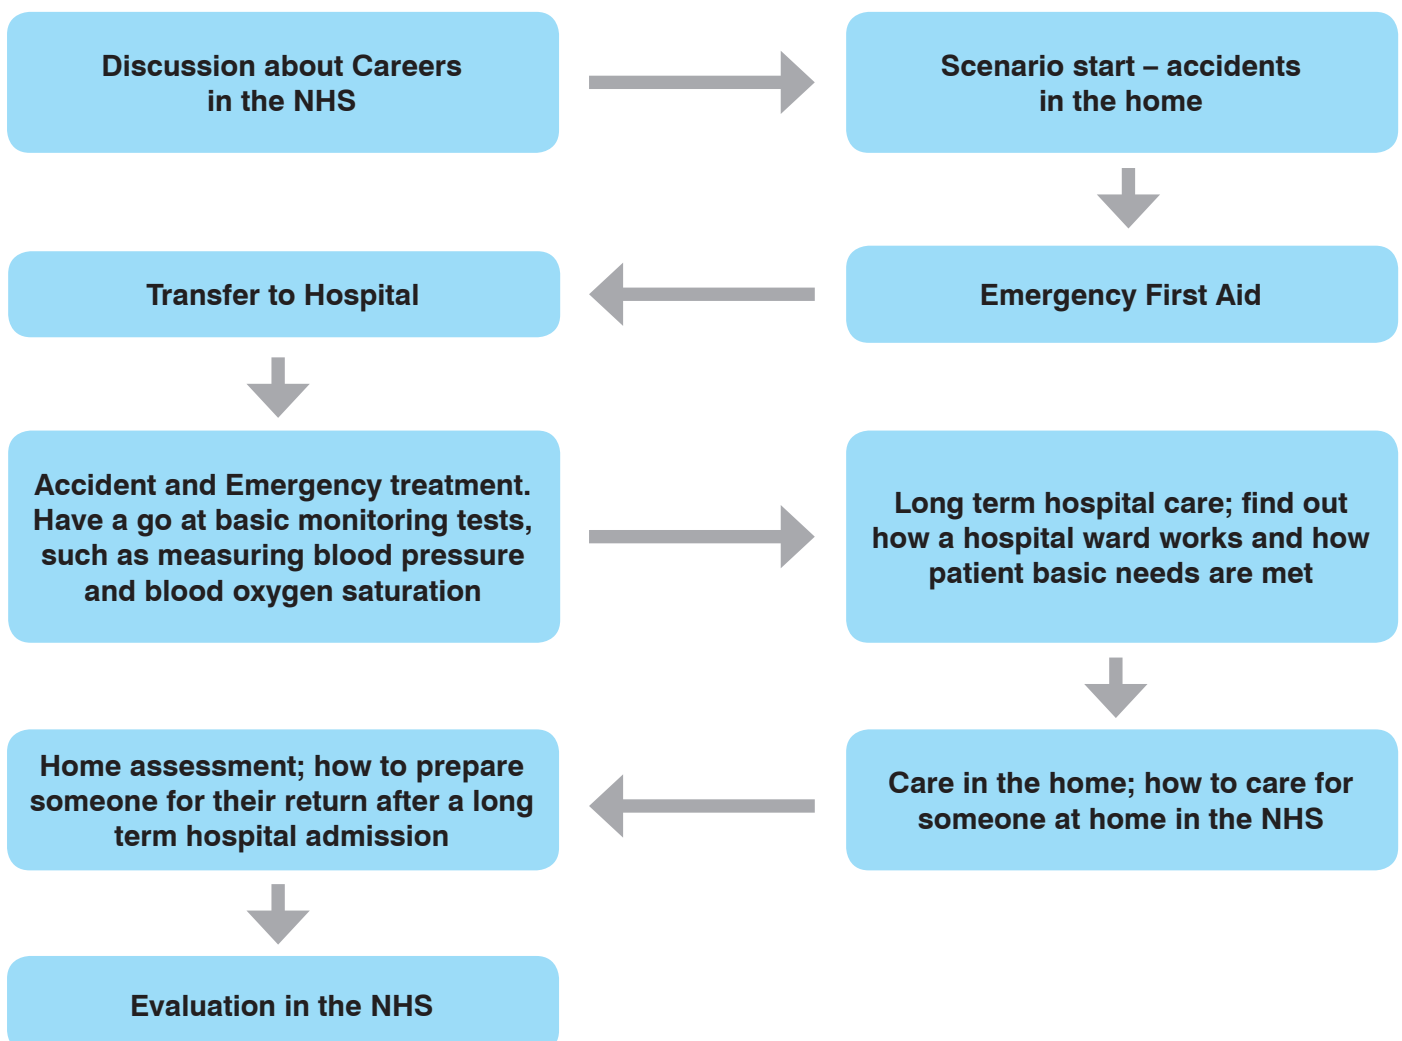 Discussion about Careers
in the NHS
Scenario start – accidents
in the home
Emergency First Aid
Transfer to Hospital
Accident and Emergency treatment.
Have a go at basic monitoring tests,
such as measuring blood pressure
and blood oxygen saturation
Long term hospital care; find out
how a hospital ward works and how
patient basic needs are met
Care in the home; how to care for
someone at home in the NHS
Home assessment; how to prepare
someone for their return after a long
term hospital admission
Evaluation in the NHS